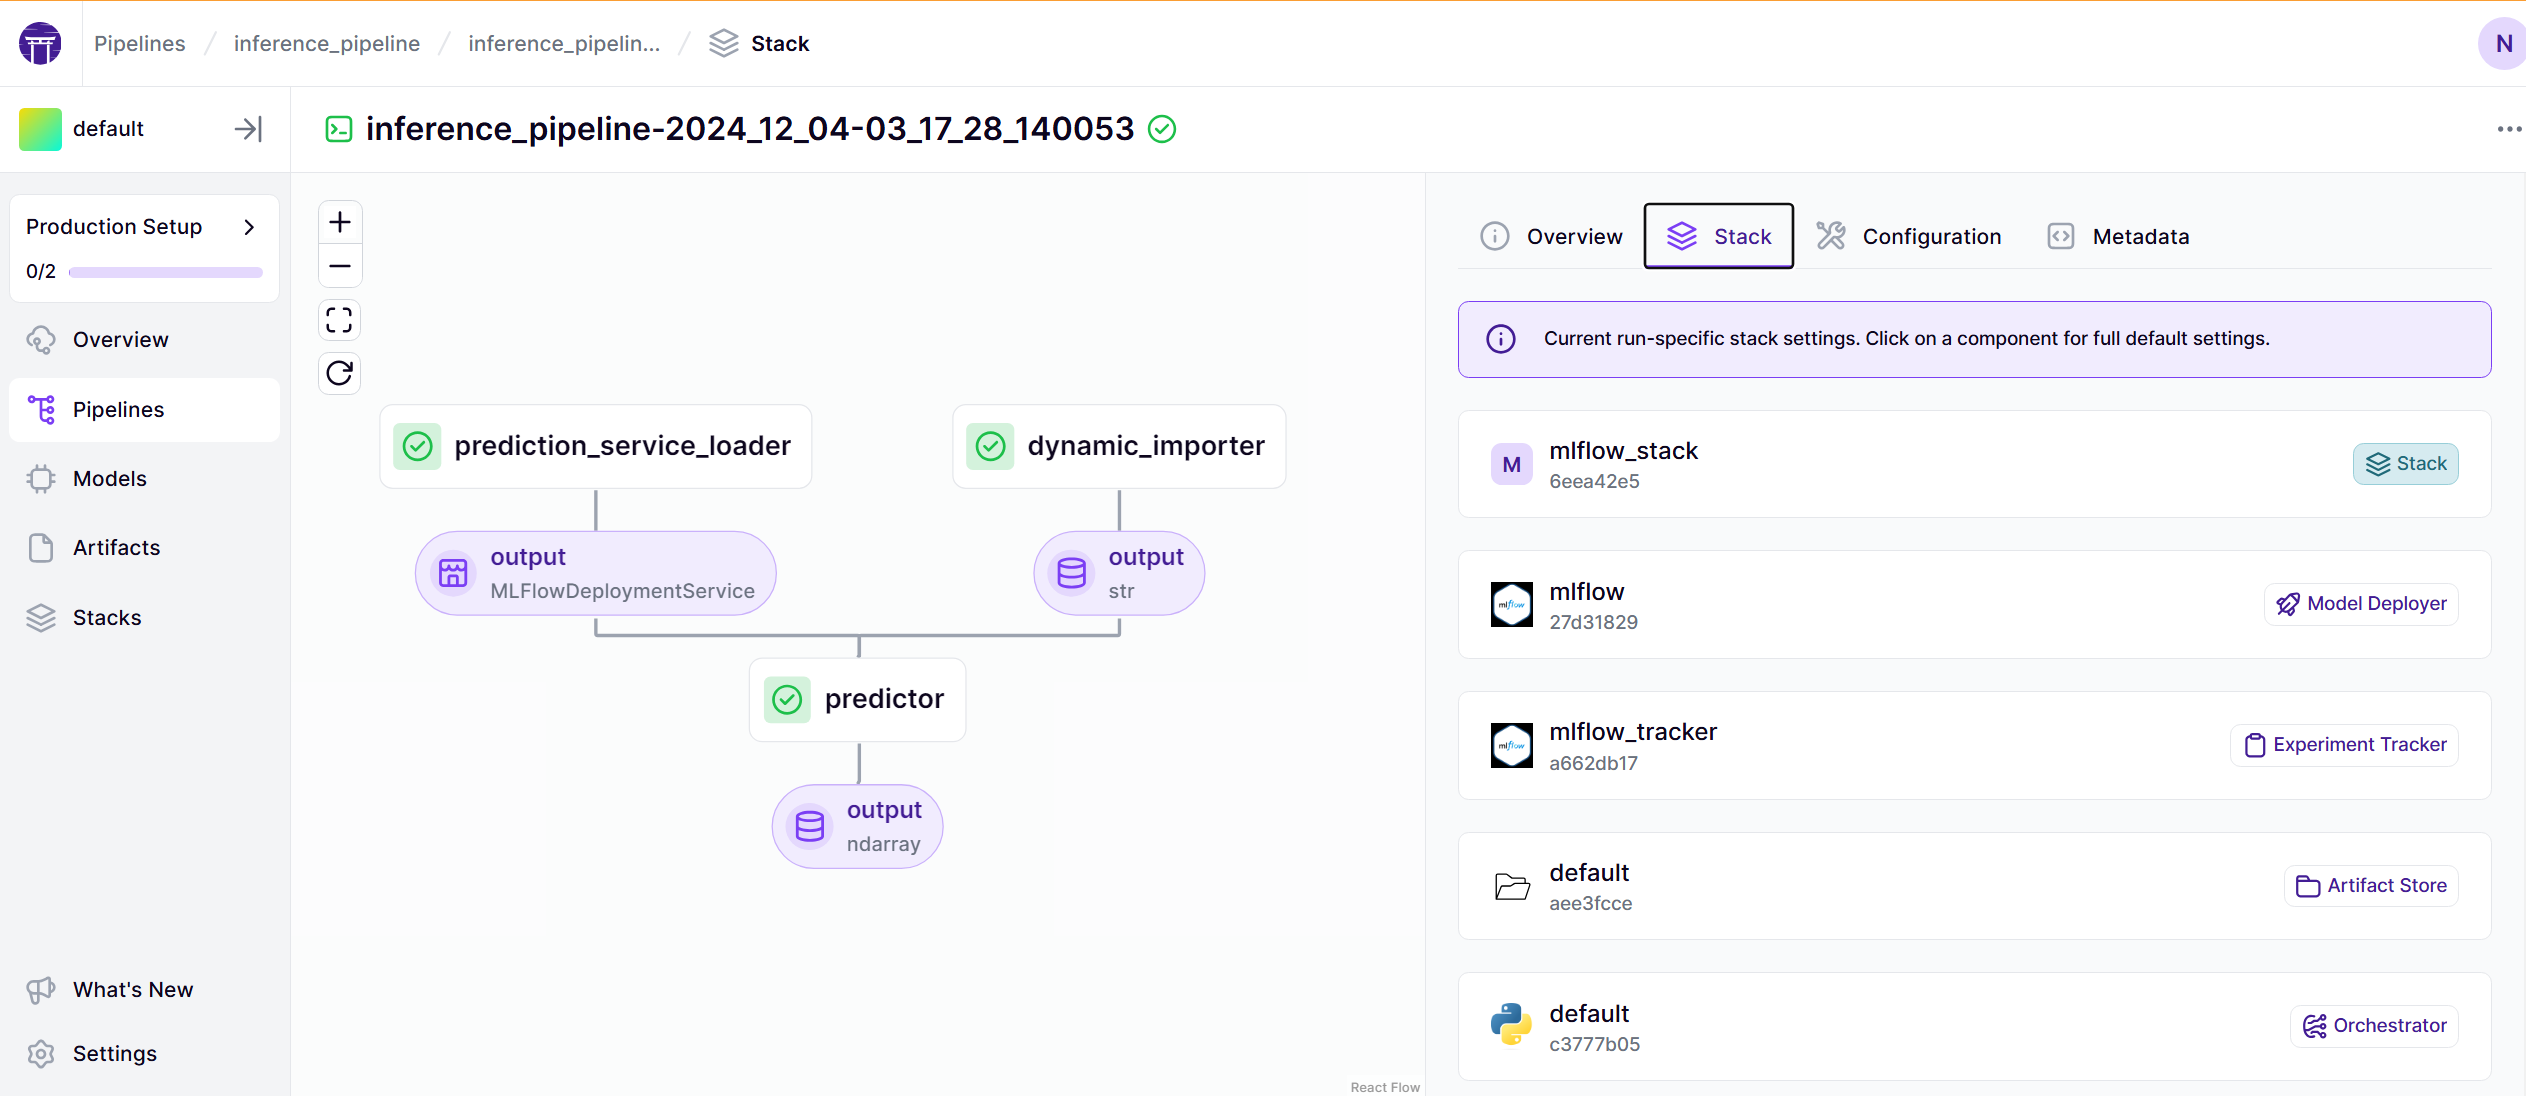 Pipelines / inference_pipeline / inference_pipelin... / Stack
N
default
inference_pipeline-2024_12_04-03_17_28_140053
Production Setup
0/2
Overview
Pipelines
Models
Artifacts
Stacks
What's New
Settings
prediction_service_loader
dynamic_importer
output
MLFlowDeploymentService
output
str
predictor
output
ndarray
React Flow
Overview
Stack
Configuration
Metadata
Current run-specific stack settings. Click on a component for full default settings.
M
mlflow_stack
6eea42e5
Stack
mlflow
mlflow
27d31829
Model Deployer
mlflow
mlflow_tracker
a662db17
Experiment Tracker
default
aee3fcce
Artifact Store
default
c3777b05
Orchestrator